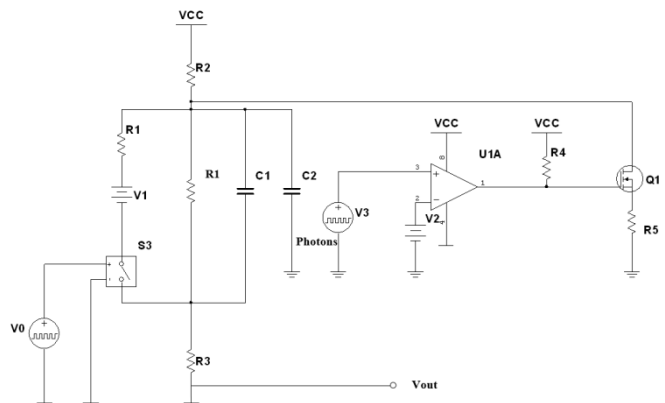 VCC
R2
R1
V1
S3
V0
R1
C1
C2
R3
Vout
V3
Photons
VCC
U1A
8
3
2
1
4
V2
VCC
R4
Q1
R5